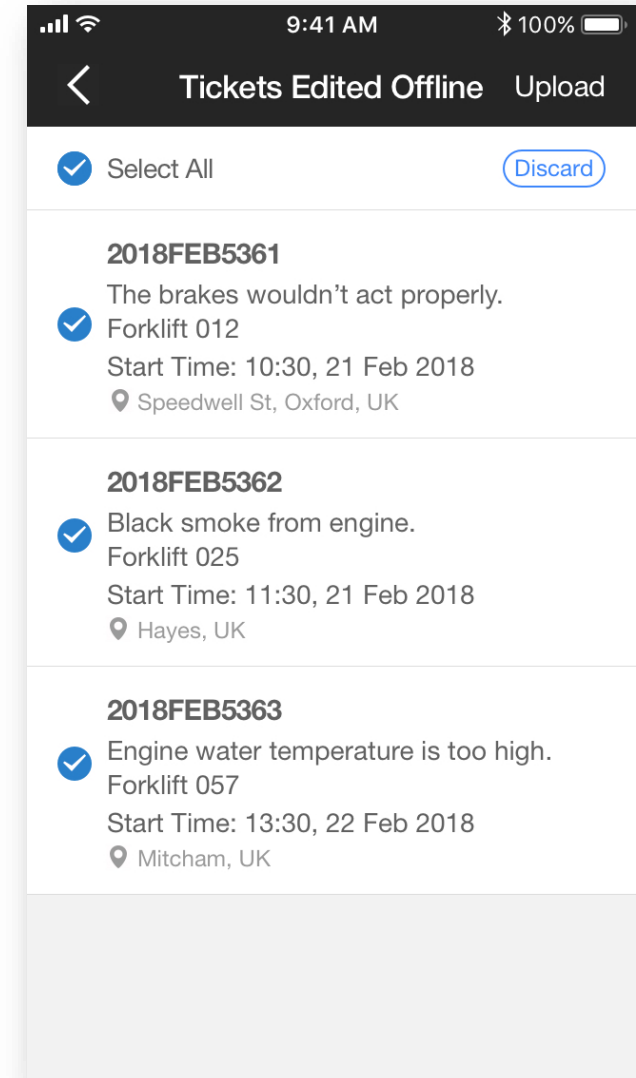 9:41 AM 100%
Tickets Edited Offline Upload
Select All Discard
2018FEB5361
The brakes wouldn’t act properly.
Forklift 012
Start Time: 10:30, 21 Feb 2018
Speedwell St, Oxford, UK
2018FEB5362
Black smoke from engine.
Forklift 025
Start Time: 11:30, 21 Feb 2018
Hayes, UK
2018FEB5363
Engine water temperature is too high.
Forklift 057
Start Time: 13:30, 22 Feb 2018
Mitcham, UK